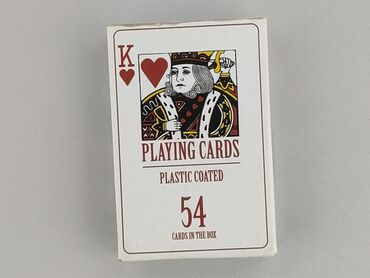 K
PLAYING CARDS
PLASTIC COATED
54
CARDS IN THE BOX